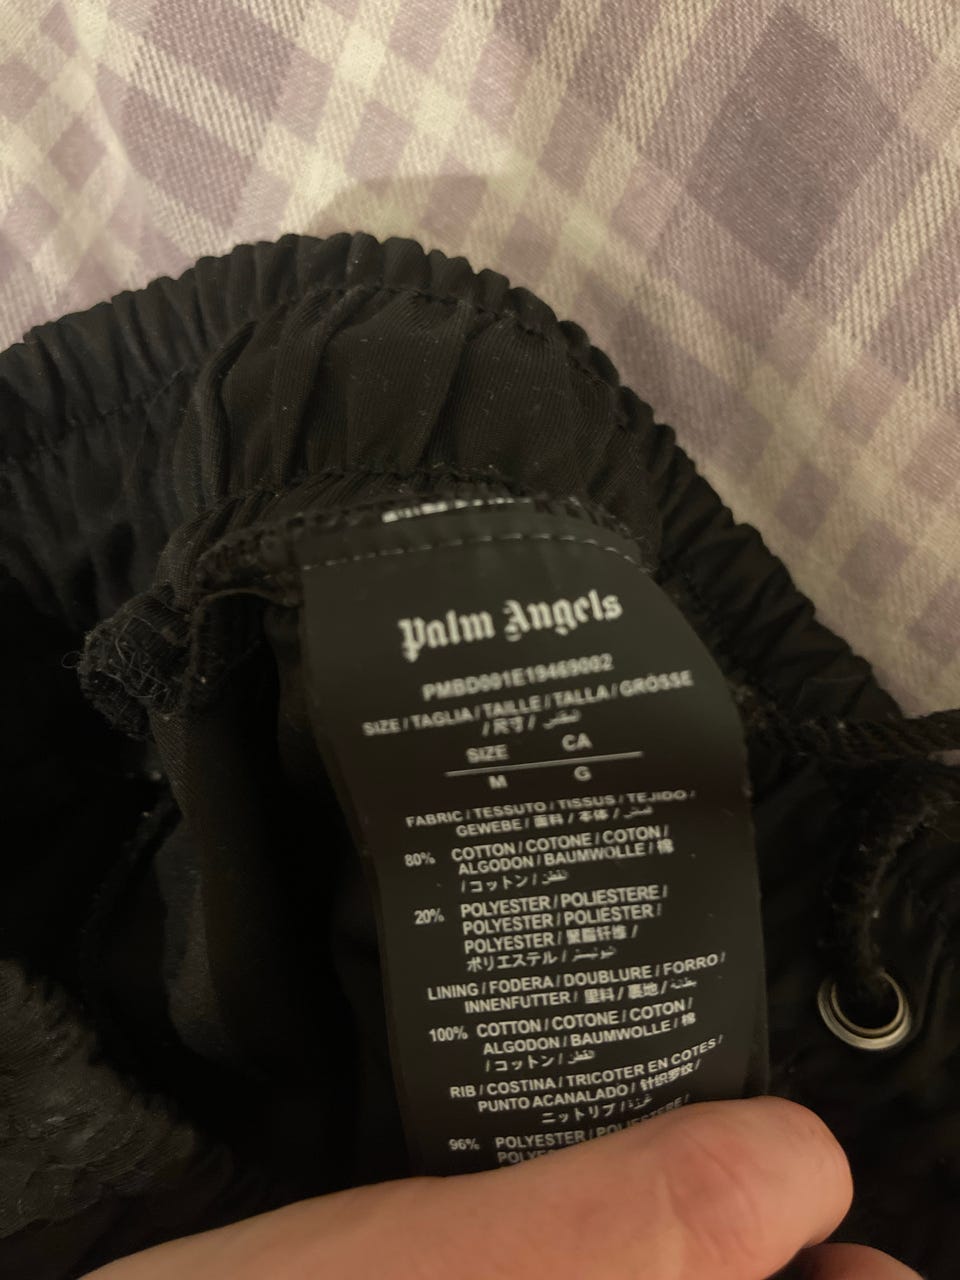 Palm Angels
PMBD001E19469002
SIZE / TAGLIA / TAILLE / TALLA / GRÖSSE
/ 尺寸 / المقاس
SIZE CA
M G
FABRIC / TESSUTO / TISSUS / TEJIDO /
GEWEBE / 面料 / 本体 /
80% COTTON / COTONE / COTON /
ALGODON / BAUMWOLLE / 棉
/ コットン / القطن
20% POLYESTER / POLIESTERE /
POLYESTER / POLIÉSTER /
POLYESTER / 聚酯纤维 /
ポリエステル /
LINING / FODERA / DOUBLURE / FORRO /
INNENFUTTER / 里料 / 裏地 / بطانة
100% COTTON / COTONE / COTON /
ALGODON / BAUMWOLLE / 棉
/ コットン / القطن
RIB / COSTINA / TRICOTER EN COTES /
PUNTO ACANALADO / 针织罗纹 /
ニットリブ /
96% POLYESTER / POLIESTERE /